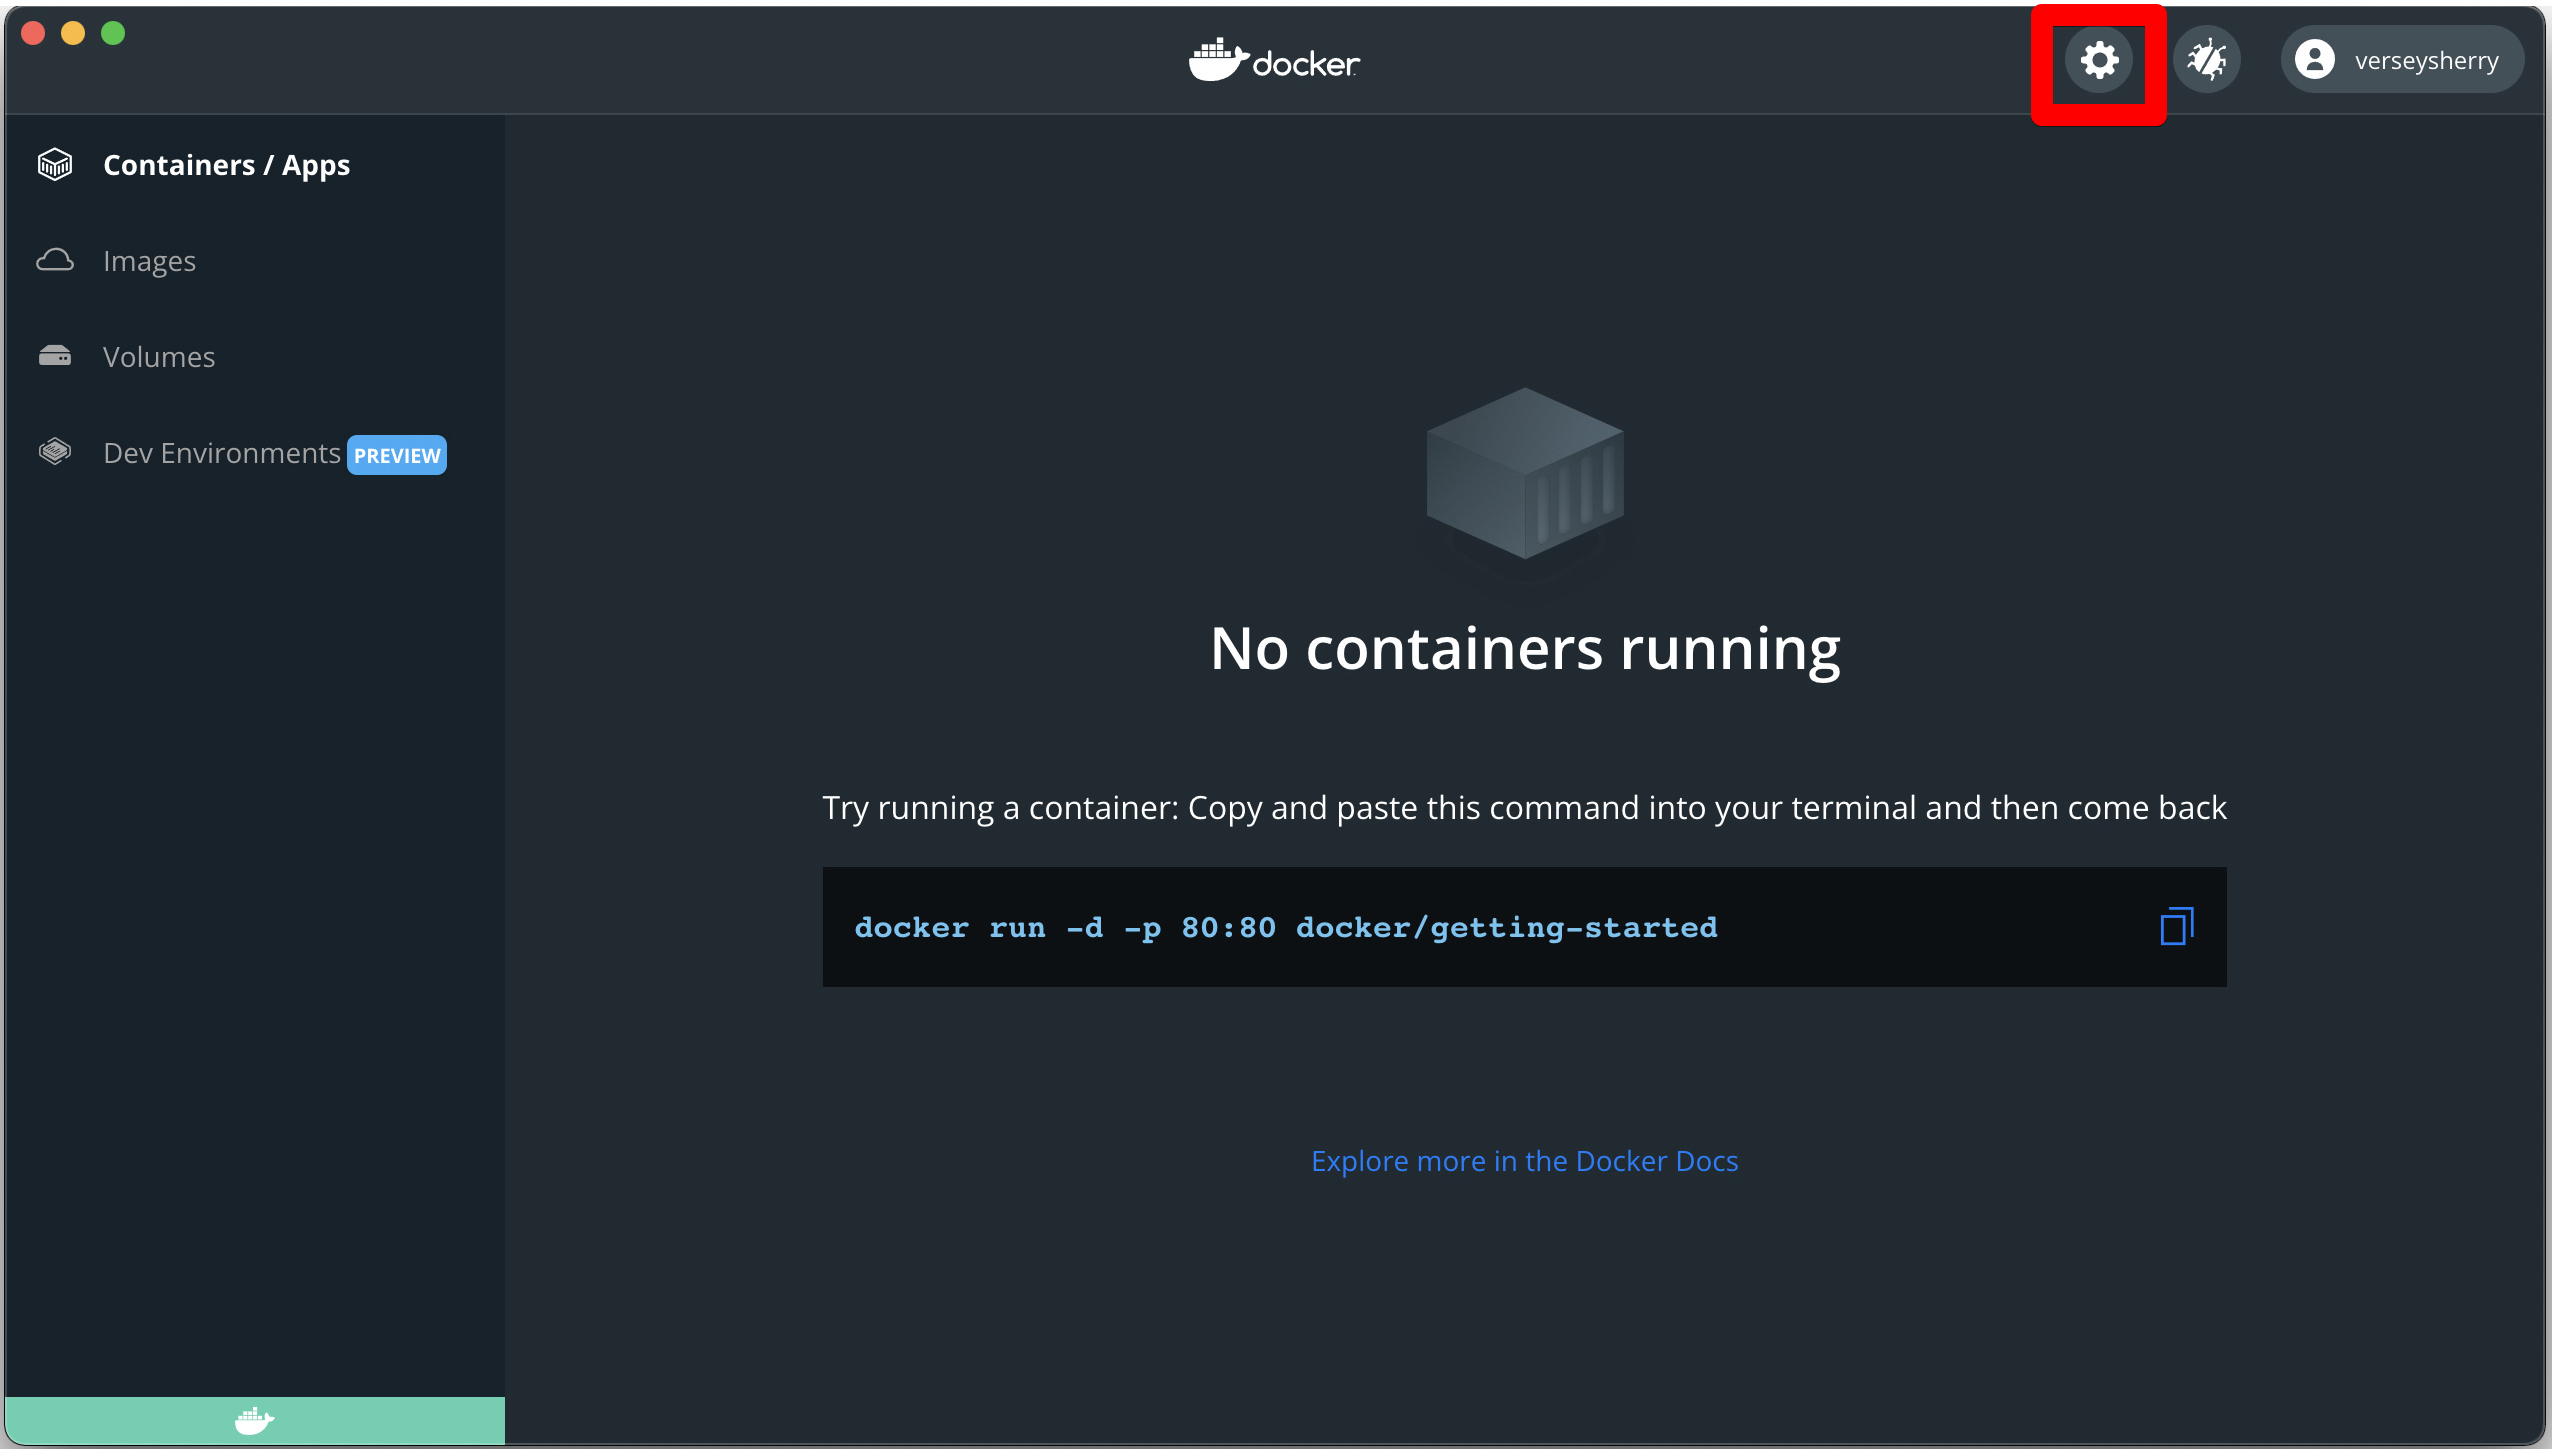 docker
verseysherry
Containers / Apps
Images
Volumes
Dev Environments PREVIEW
No containers running
Try running a container: Copy and paste this command into your terminal and then come back
docker run -d -p 80:80 docker/getting-started
Explore more in the Docker Docs